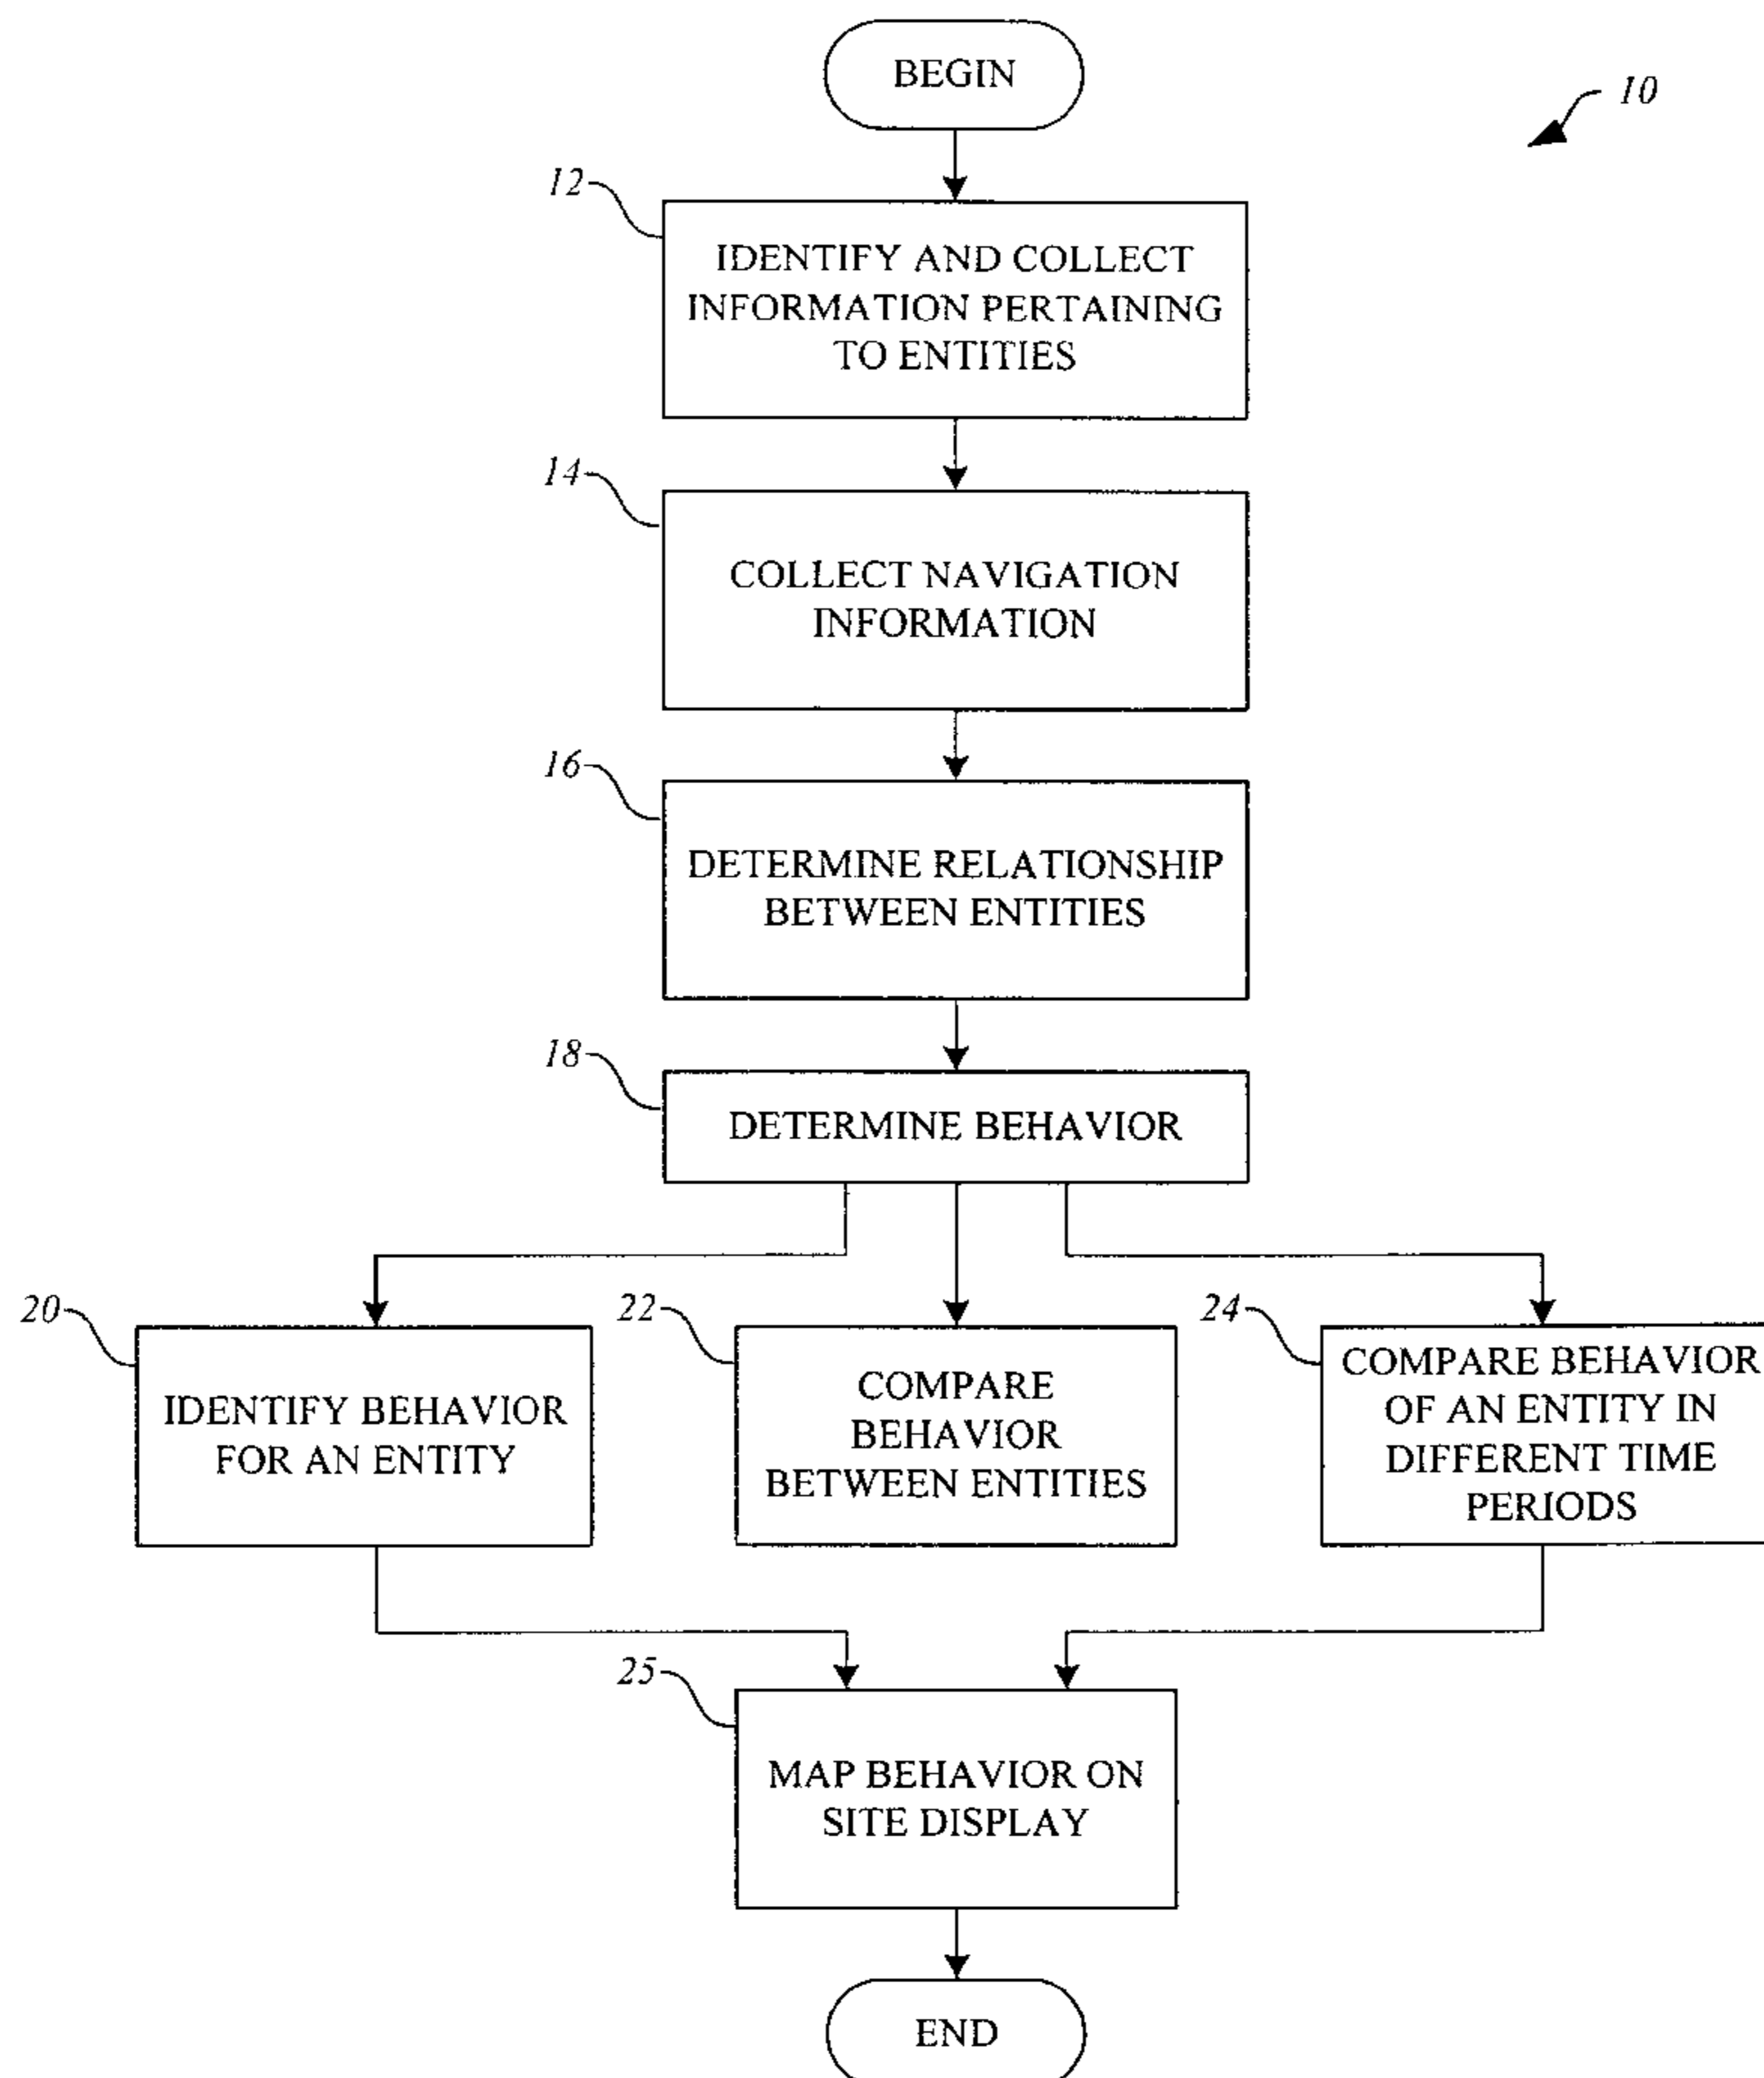 BEGIN
10
12
IDENTIFY AND COLLECT
INFORMATION PERTAINING
TO ENTITIES
14
COLLECT NAVIGATION
INFORMATION
16
DETERMINE RELATIONSHIP
BETWEEN ENTITIES
18
DETERMINE BEHAVIOR
20
IDENTIFY BEHAVIOR
FOR AN ENTITY
22
COMPARE
BEHAVIOR
BETWEEN ENTITIES
24
COMPARE BEHAVIOR
OF AN ENTITY IN
DIFFERENT TIME
PERIODS
25
MAP BEHAVIOR ON
SITE DISPLAY
END